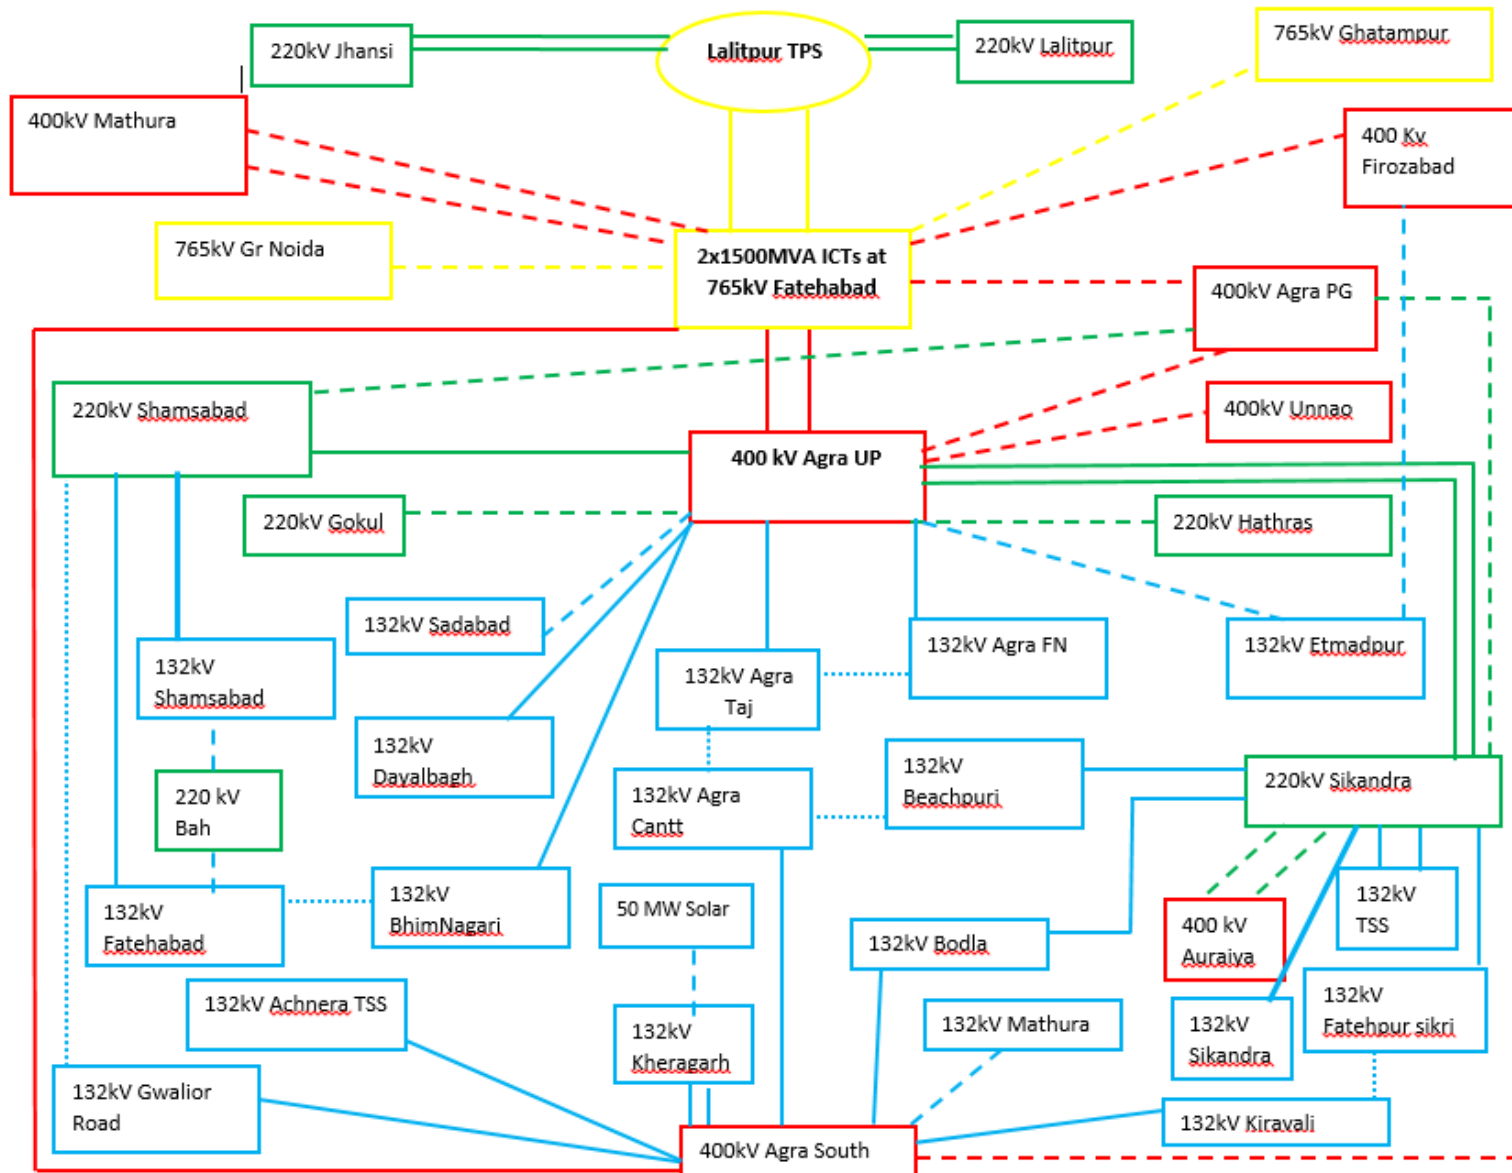 220kV Jhansi
Lalitpur TPS
220kV Lalitpur
765kV Ghatampur
400kV Mathura
400 Kv
Firozabad
765kV Gr Noida
2x1500MVA ICTs at
765kV Fatehabad
400kV Agra PG
220kV Shamsabad
400kV Unnao
400 kV Agra UP
220kV Gokul
220kV Hathras
132kV Sadabad
132kV Agra FN
132kV Etmadpur
132kV
Shamsabad
132kV Agra
Taj
132kV
Dayalbagh
132kV
Beachpuri
220kV Sikandra
220 kV
Bah
132kV Agra
Cantt
132kV
Fatehabad
132kV
BhimNagari
50 MW Solar
132kV Bodla
400 kV
Auraiya
132kV
TSS
132kV Achnera TSS
132kV
Kheragarh
132kV Mathura
132kV
Sikandra
132kV
Fatehpur sikri
132kV Gwalior
Road
400kV Agra South
132kV Kiravali